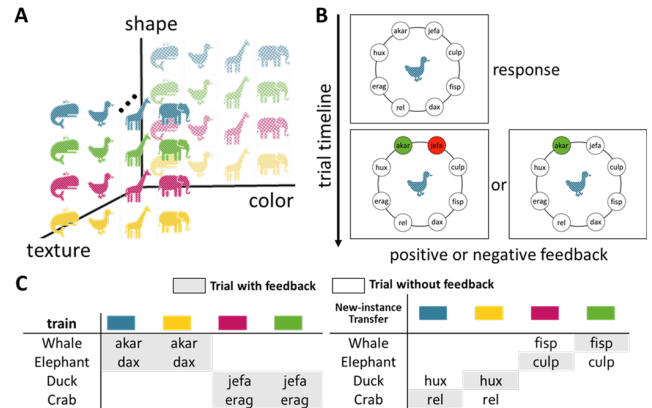 A
shape
color
texture
B
trial timeline
akar
jefa
hux
culp
erag
fisp
rel
dax
response
akar
jefa
hux
culp
erag
fisp
rel
dax
or
akar
jefa
hux
culp
erag
fisp
rel
dax
positive or negative feedback
C
Trial with feedback Trial without feedback
train
Whale akar akar
Elephant dax dax
Duck jefa jefa
Crab erag erag
New-instance
Transfer
Whale fisp fisp
Elephant culp culp
Duck hux hux
Crab rel rel